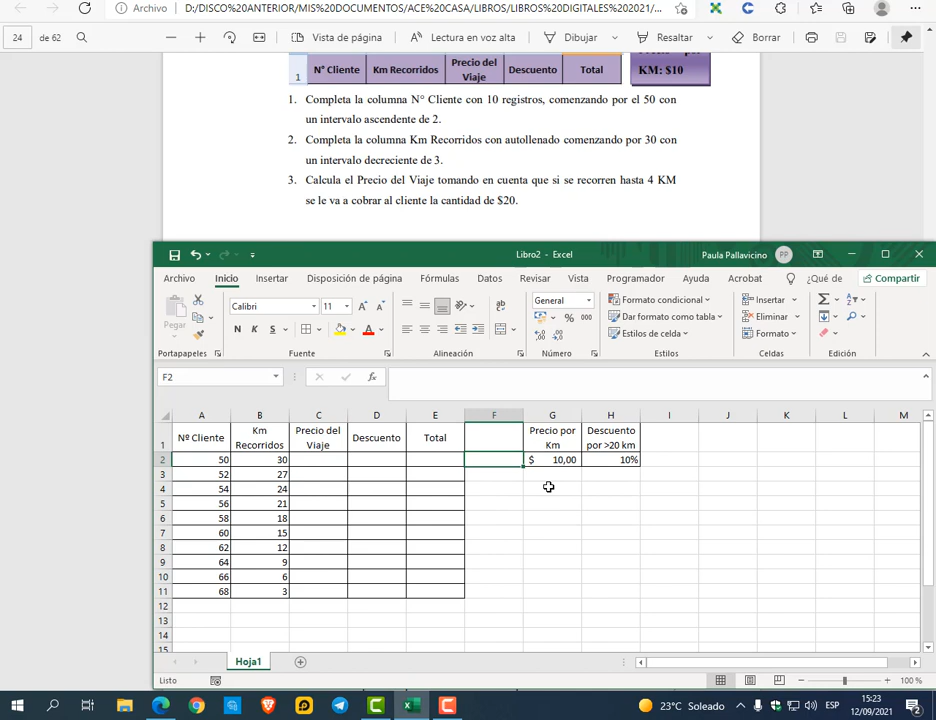 Archivo D:/DISCO%20ANTERIOR/MIS%20DOCUMENTOS/ACE%20CASA/LIBROS/LIBROS%20DIGITALES%202021/...
24 de 62 Vista de página Lectura en voz alta Dibujar Resaltar Borrar
1 N° Cliente Km Recorridos Precio del Viaje Descuento Total
KM: $10
1. Completa la columna N° Cliente con 10 registros, comenzando por el 50 con
un intervalo ascendente de 2.
2. Completa la columna Km Recorridos con autollenado comenzando por 30 con
un intervalo decreciente de 3.
3. Calcula el Precio del Viaje tomando en cuenta que si se recorren hasta 4 KM
se le va a cobrar al cliente la cantidad de $20.
Libro2 - Excel Paula Pallavicino PP
Archivo Inicio Insertar Disposición de página Fórmulas Datos Revisar Vista Programador Ayuda Acrobat ¿Qué de Compartir
Pegar Calibri 11 General Formato condicional Insertar
N K S Dar formato como tabla Eliminar
Estilos de celda Formato
Portapapeles Fuente Alineación Número Estilos Celdas Edición
F2 fx
A B C D E F G H I J K L M
1 Nº Cliente Km Recorridos Precio del Viaje Descuento Total Precio por Km Descuento por >20 km
2 50 30 $ 10,00 10%
3 52 27
4 54 24
5 56 21
6 58 18
7 60 15
8 62 12
9 64 9
10 66 6
11 68 3
12
13
14
15
Hoja1
Listo 100 %
23°C Soleado ESP 15:23
12/09/2021 2